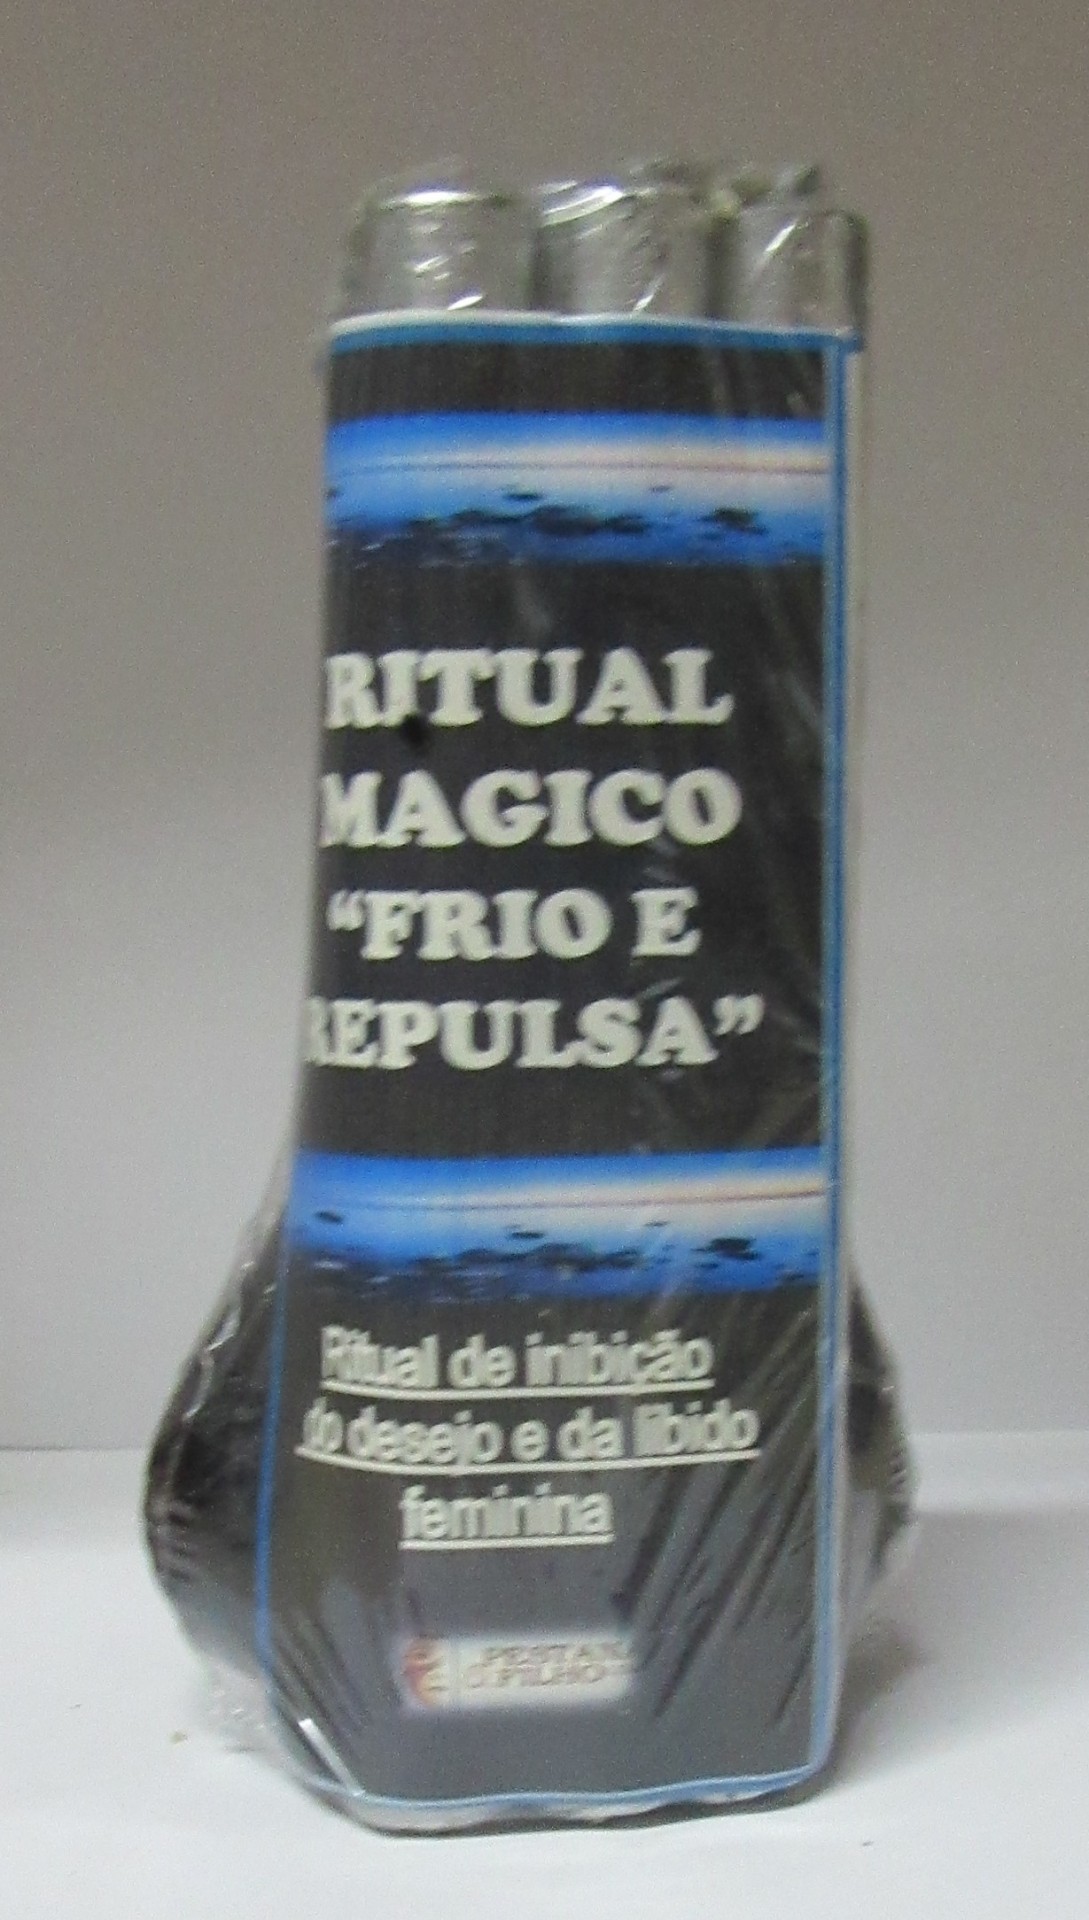 RITUAL
MAGICO
“FRIO E
REPULSA”
Ritual de inibição
do desejo e da libido
feminina